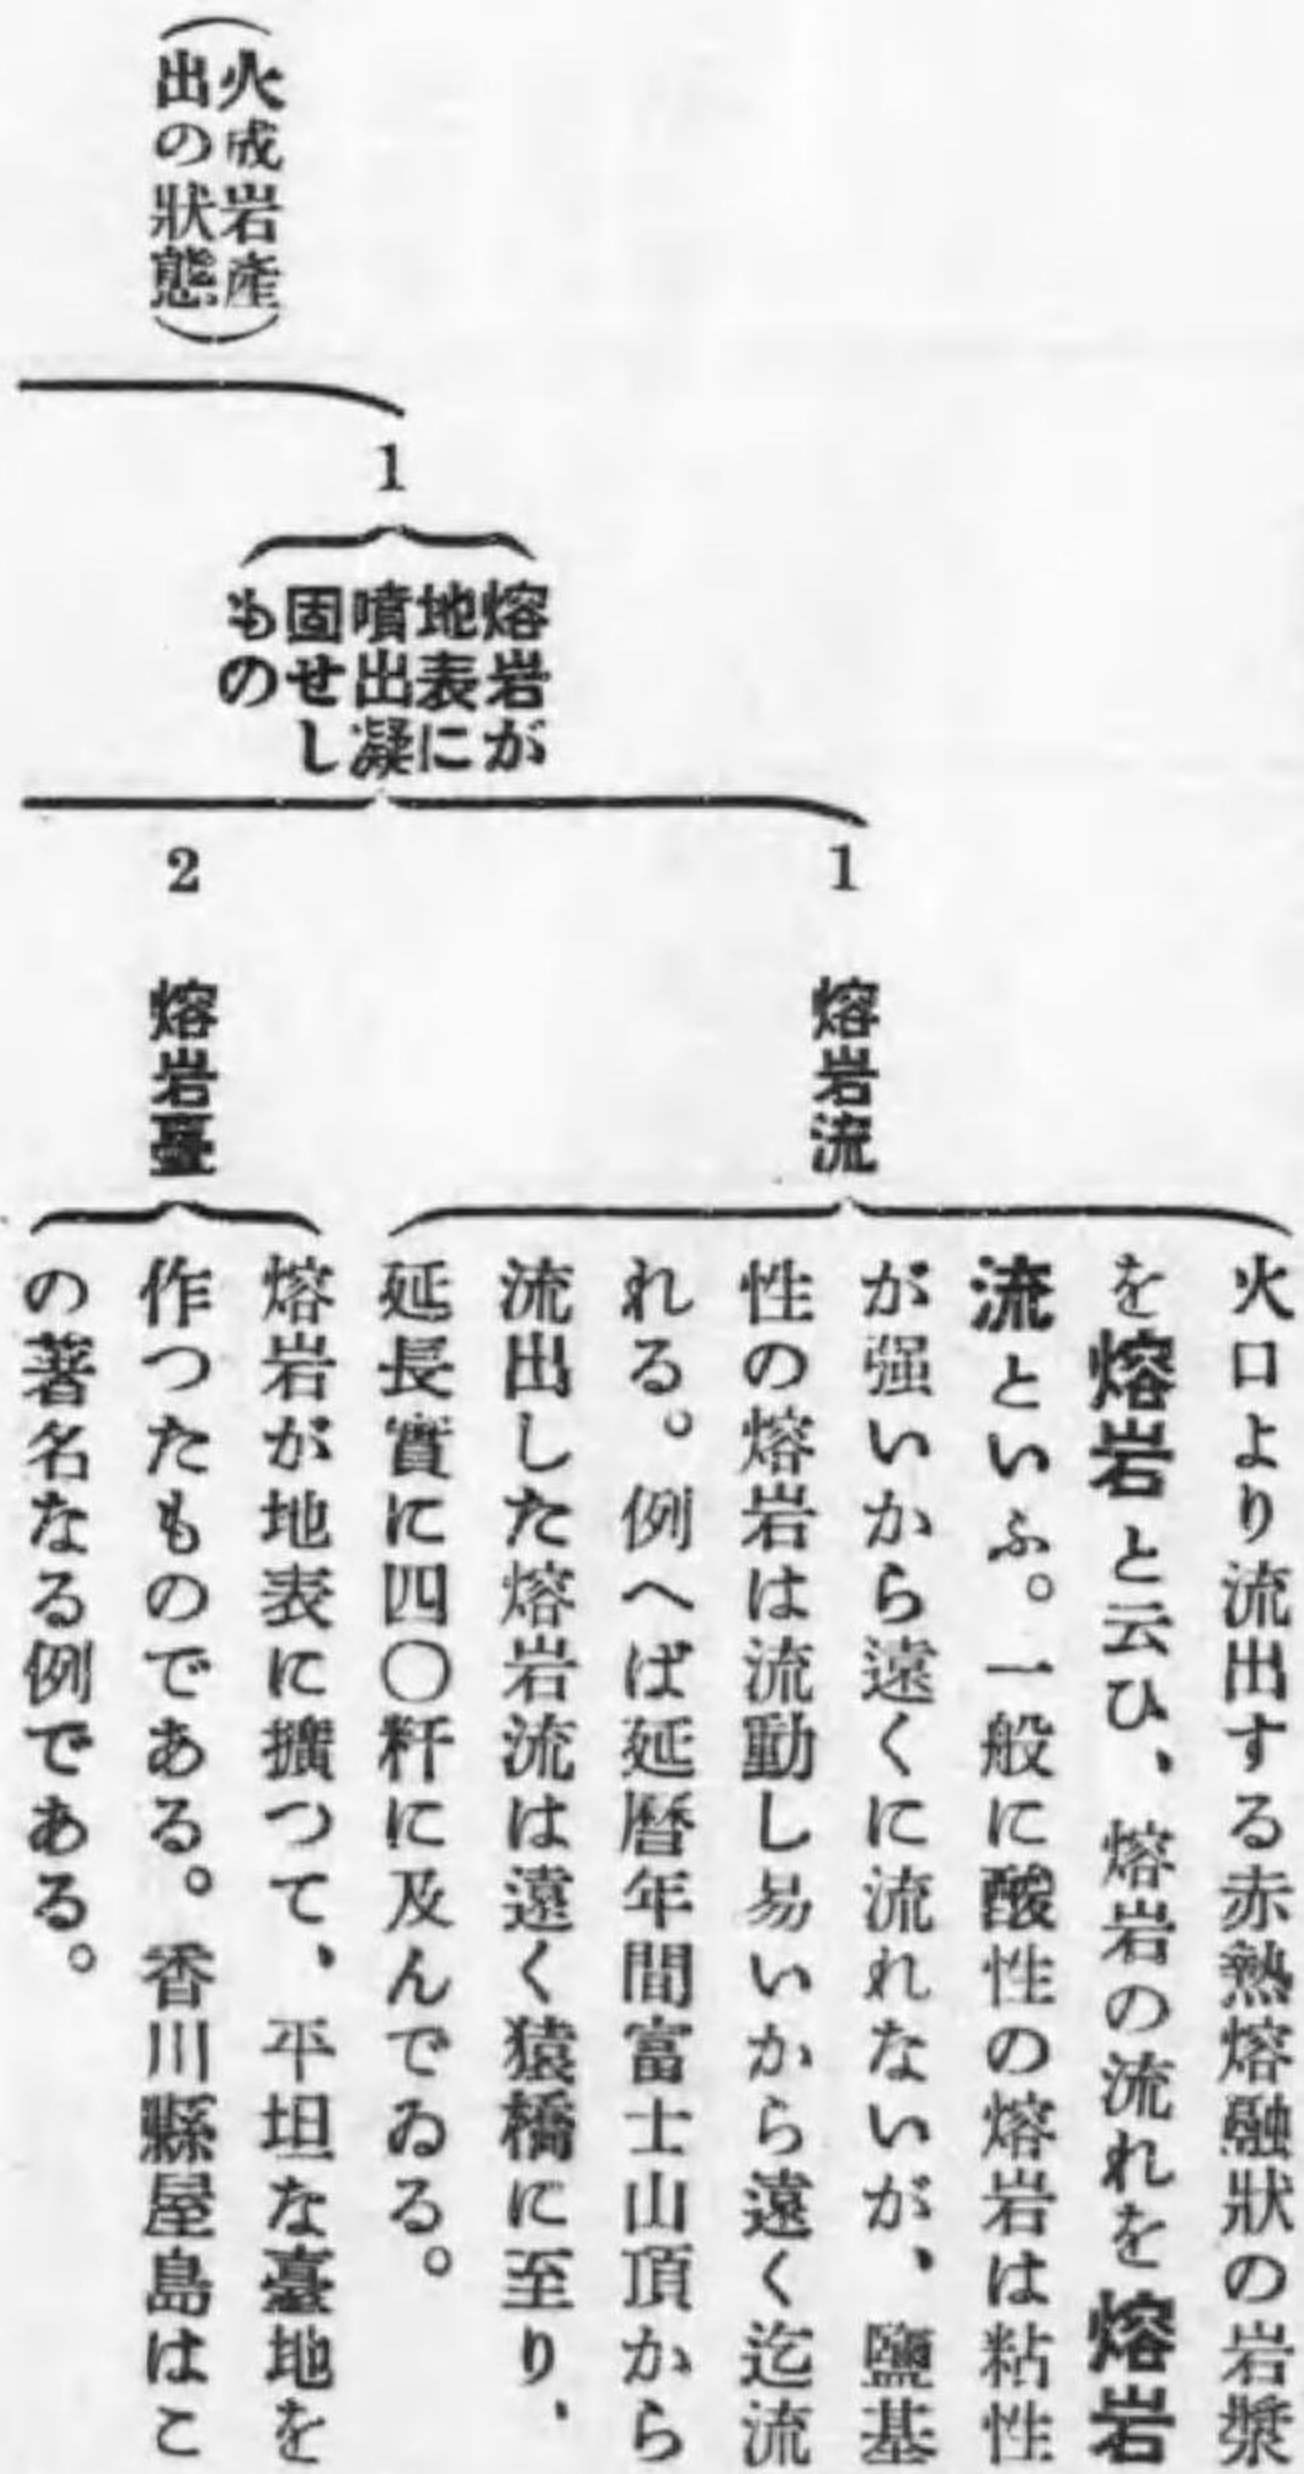 （火成岩産
出の狀態）
1
熔岩が
地表に
噴出凝
固せし
もの
1
熔岩流
火口より流出する赤熱熔融狀の岩漿
を熔岩と云ひ、熔岩の流れを熔岩
流といふ。一般に酸性の熔岩は粘性
が强いから遠くに流れないが、鹽基
性の熔岩は流動し易いから遠く迄流
れる。例へば延曆年間富士山頂から
流出した熔岩流は遠く猿橋に至り、
延長實に四〇粁に及んでゐる。
2
熔岩臺
熔岩が地表に擴つて、平坦な臺地を
作つたものである。香川縣屋島はこ
の著名なる例である。